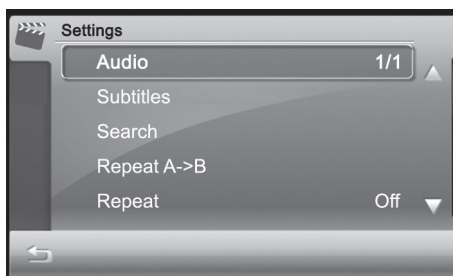 Settings
Audio 1/1
Subtitles
Search
Repeat A->B
Repeat Off